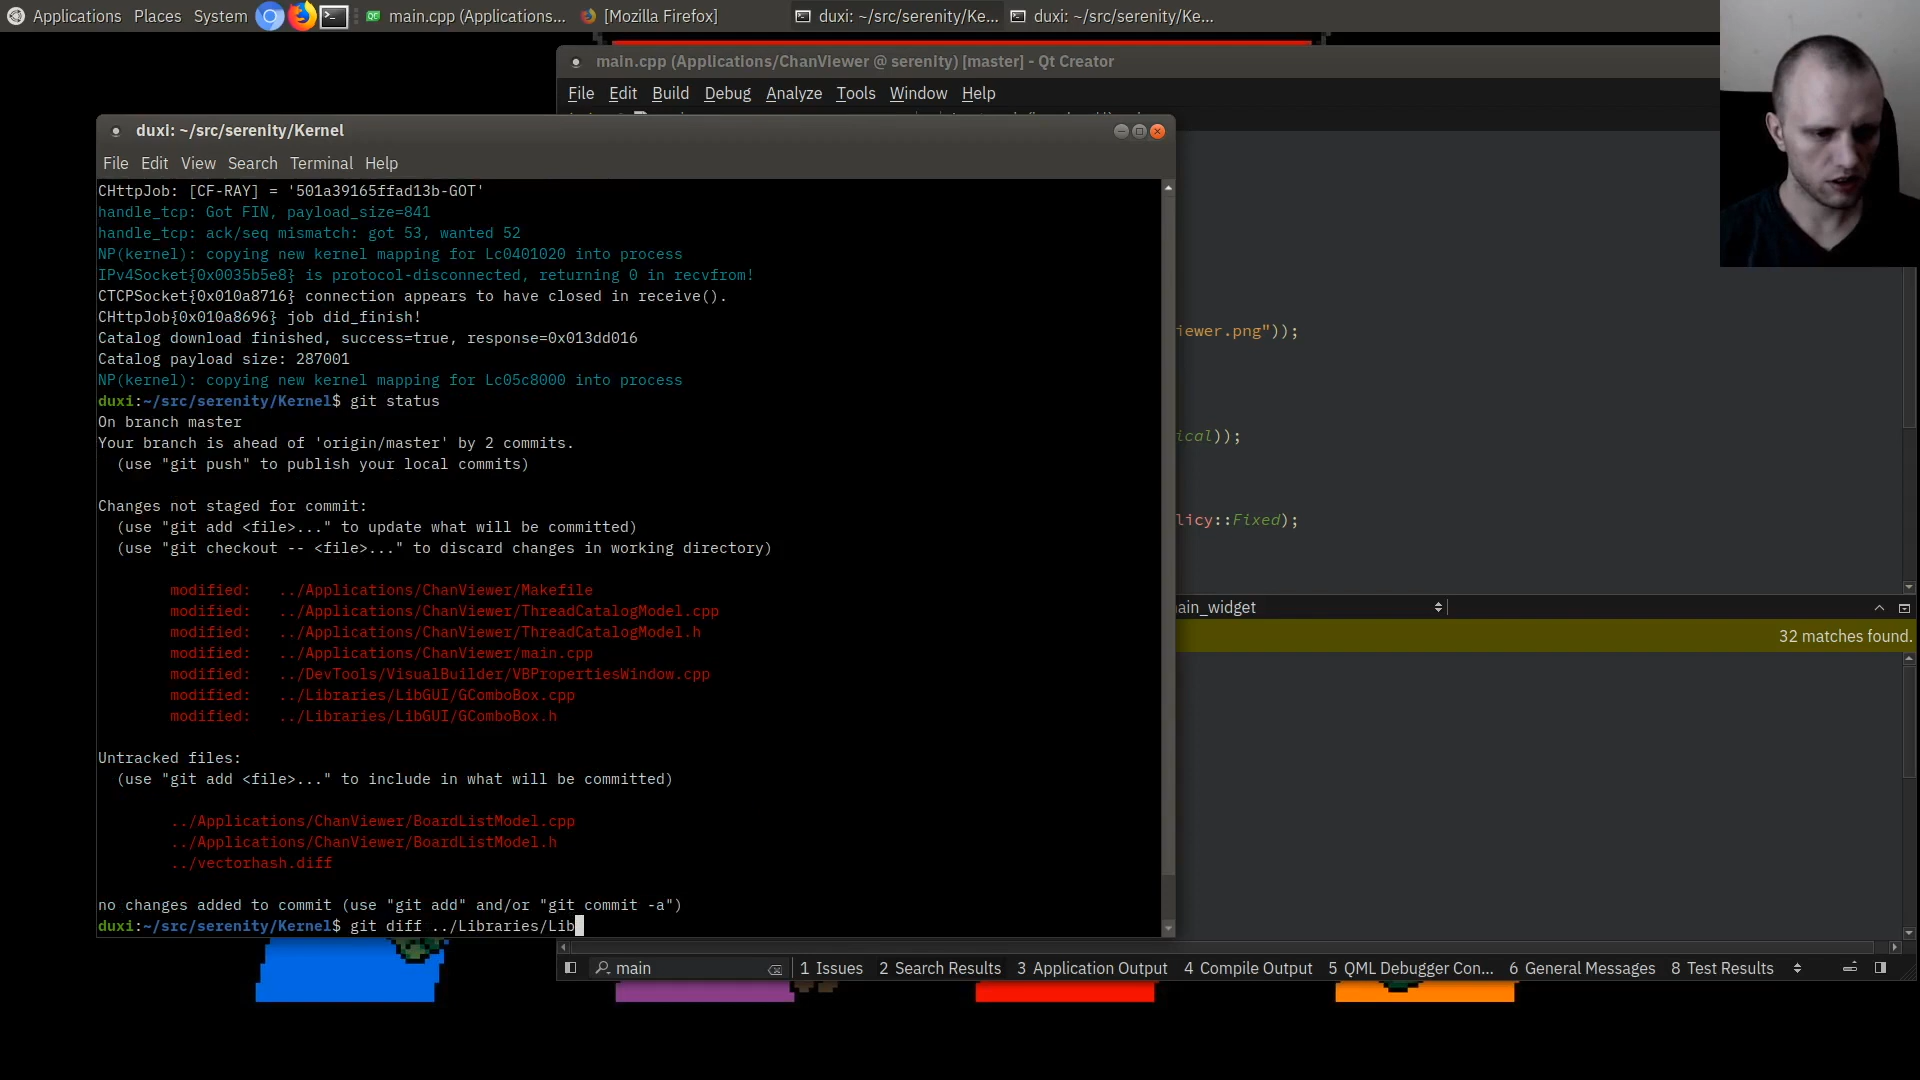 Applications Places System main.cpp (Applications... [Mozilla Firefox] duxi: ~/src/serenity/Ke... duxi: ~/src/serenity/Ke...
main.cpp (Applications/ChanViewer @ serenity) [master] - Qt Creator
File Edit Build Debug Analyze Tools Window Help
duxi: ~/src/serenity/Kernel
File Edit View Search Terminal Help
CHttpJob: [CF-RAY] = '501a39165ffad13b-GOT'
handle_tcp: Got FIN, payload_size=841
handle_tcp: ack/seq mismatch: got 53, wanted 52
NP(kernel): copying new kernel mapping for Lc0401020 into process
IPv4Socket{0x0035b5e8} is protocol-disconnected, returning 0 in recvfrom!
CTCPSocket{0x010a8716} connection appears to have closed in receive().
CHttpJob{0x010a8696} job did_finish!
Catalog download finished, success=true, response=0x013dd016
Catalog payload size: 287001
NP(kernel): copying new kernel mapping for Lc05c8000 into process
duxi:~/src/serenity/Kernel$ git status
On branch master
Your branch is ahead of 'origin/master' by 2 commits.
(use "git push" to publish your local commits)
Changes not staged for commit:
(use "git add <file>..." to update what will be committed)
(use "git checkout -- <file>..." to discard changes in working directory)
modified: ../Applications/ChanViewer/Makefile
modified: ../Applications/ChanViewer/ThreadCatalogModel.cpp
modified: ../Applications/ChanViewer/ThreadCatalogModel.h
modified: ../Applications/ChanViewer/main.cpp
modified: ../DevTools/VisualBuilder/VBPropertiesWindow.cpp
modified: ../Libraries/LibGUI/GComboBox.cpp
modified: ../Libraries/LibGUI/GComboBox.h
Untracked files:
(use "git add <file>..." to include in what will be committed)
../Applications/ChanViewer/BoardListModel.cpp
../Applications/ChanViewer/BoardListModel.h
../vectorhash.diff
no changes added to commit (use "git add" and/or "git commit -a")
duxi:~/src/serenity/Kernel$ git diff ../Libraries/Lib
iewer.png"));
ical));
licy::Fixed);
ain_widget
32 matches found.
main 1 Issues 2 Search Results 3 Application Output 4 Compile Output 5 QML Debugger Con... 6 General Messages 8 Test Results